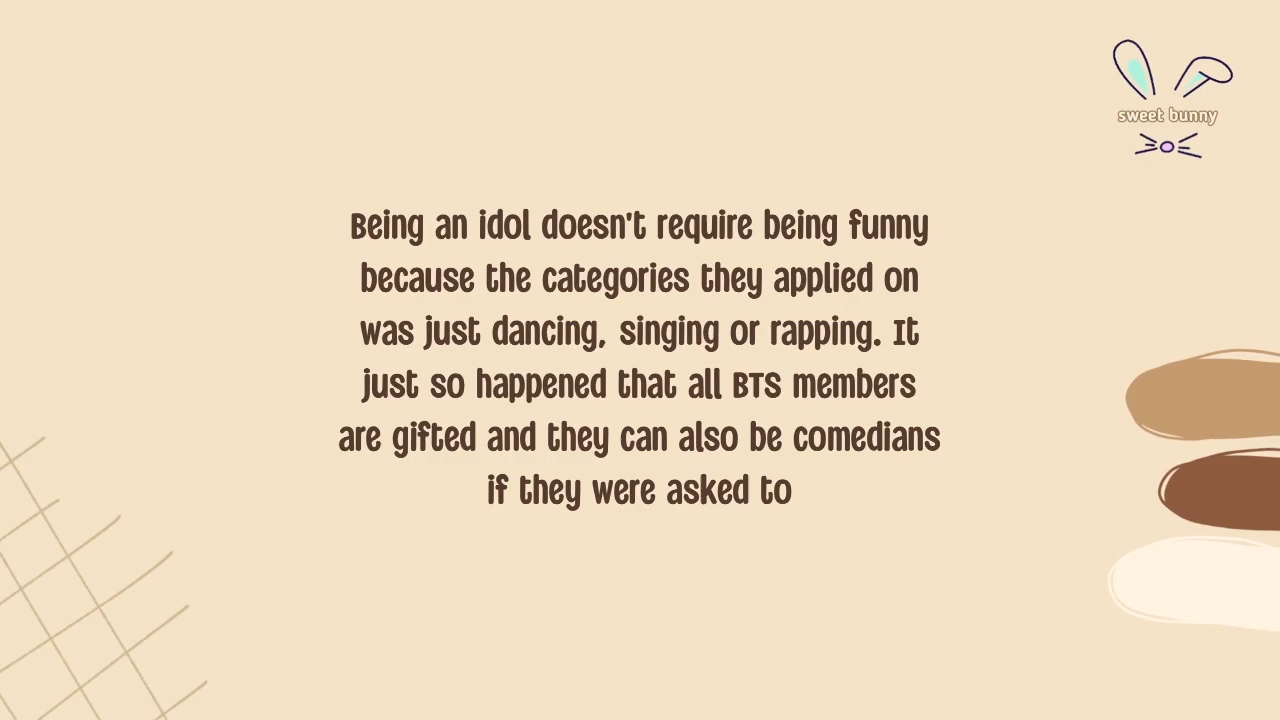 sweet bunny
Being an idol doesn't require being funny
because the categories they applied on
was just dancing, singing or rapping. It
just so happened that all BTS members
are gifted and they can also be comedians
if they were asked to